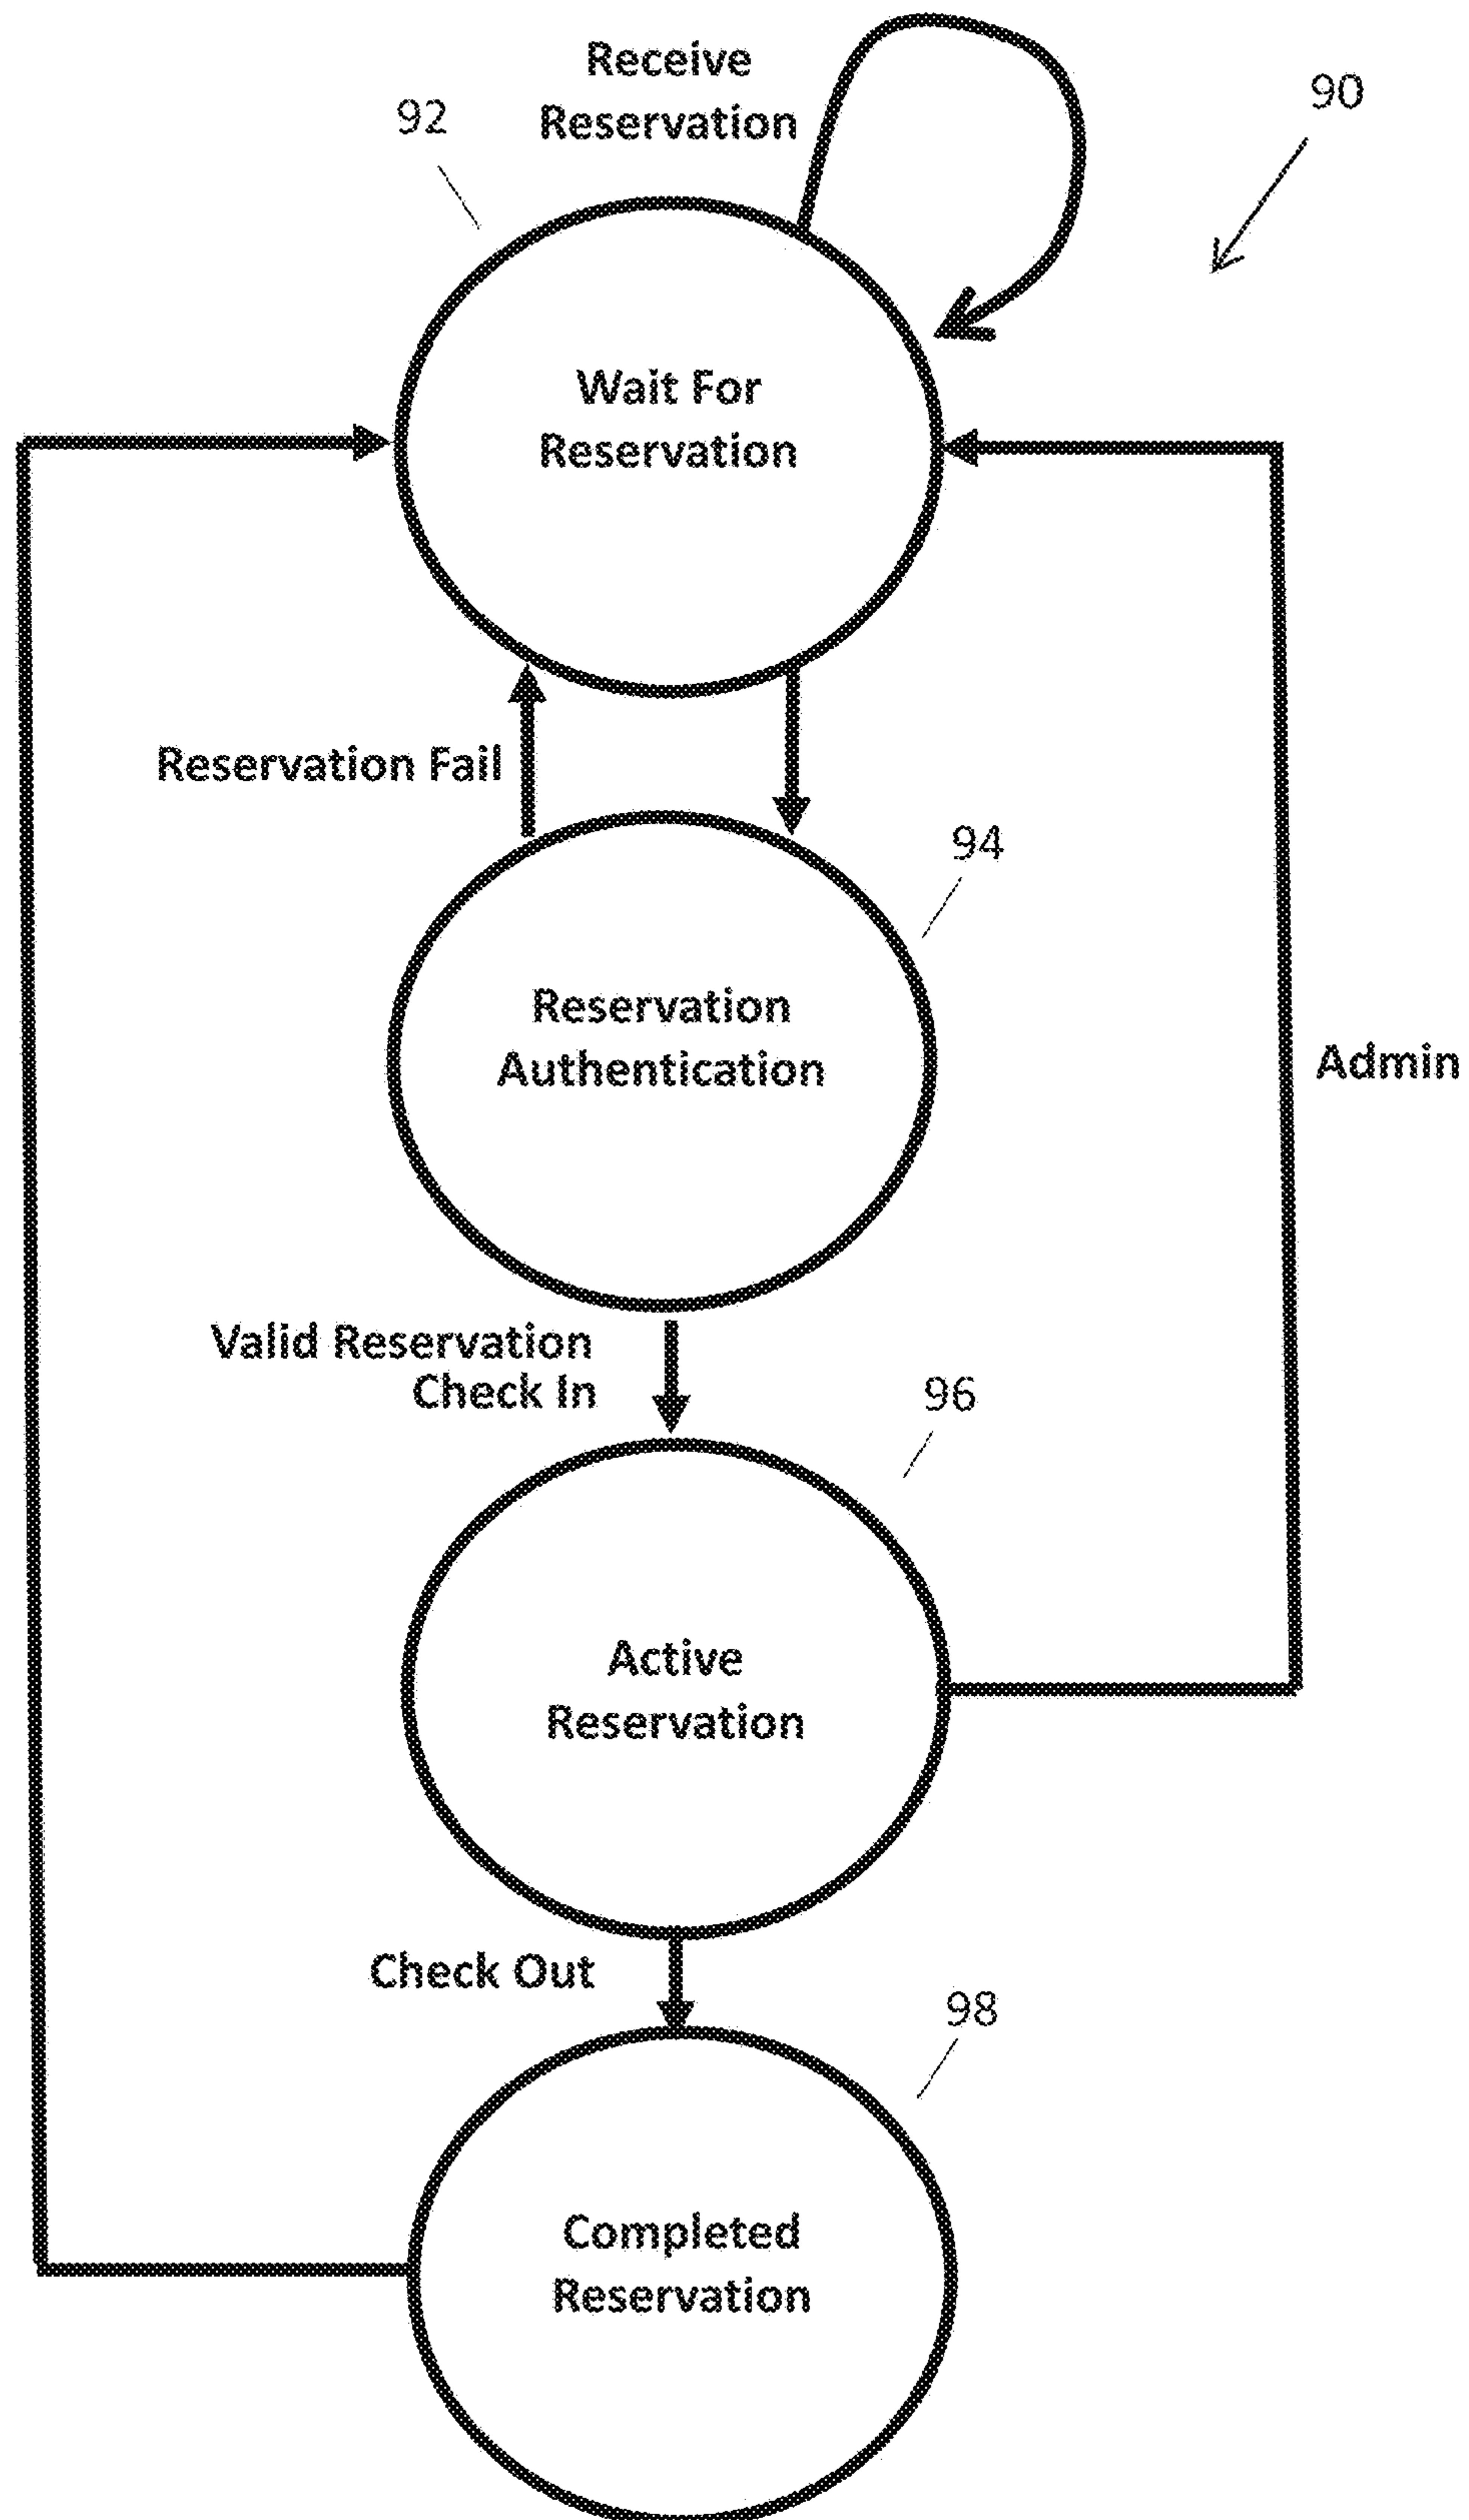 Receive
Reservation
92
90
Wait For
Reservation
Reservation Fail
94
Reservation
Authentication
Admin
Valid Reservation
Check In
96
Active
Reservation
Check Out
98
Completed
Reservation